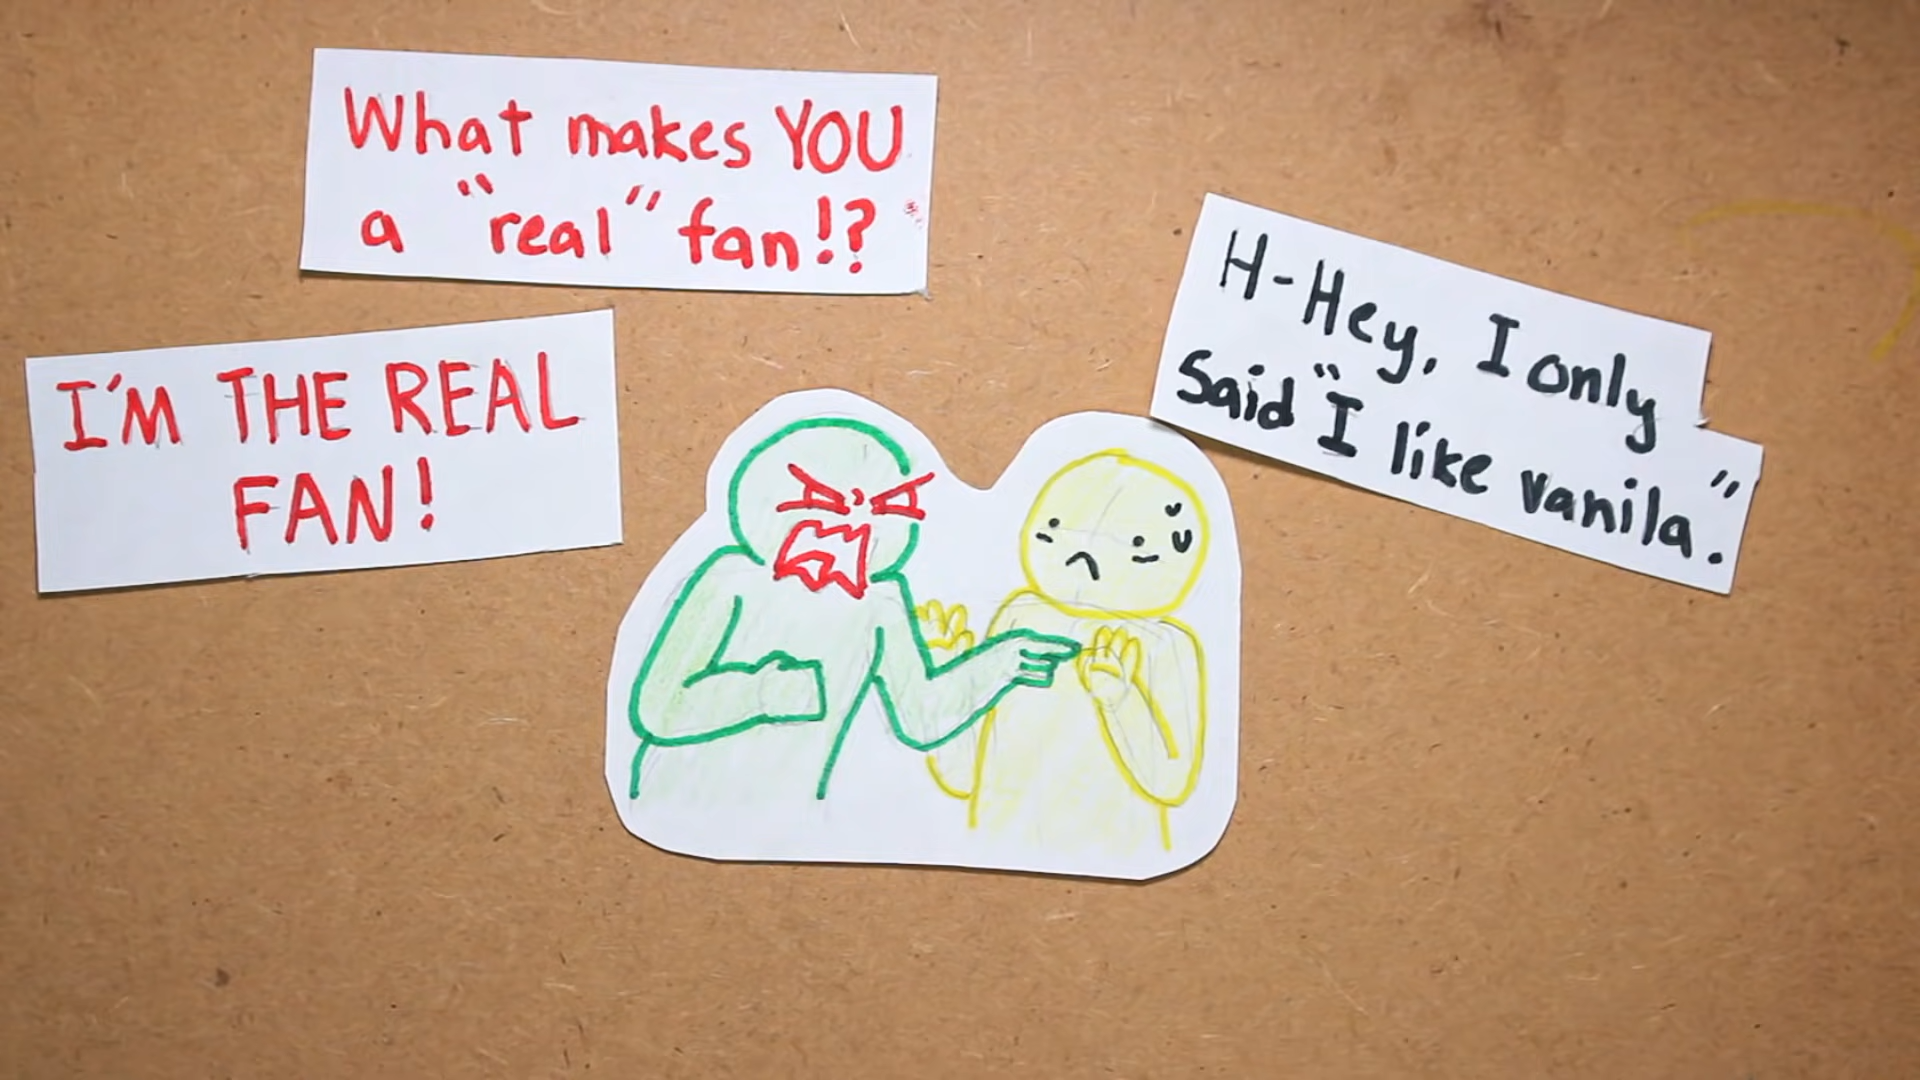 What makes YOU
a "real" fan!?
I'M THE REAL
FAN!
H-Hey, I only
said "I like vanila."